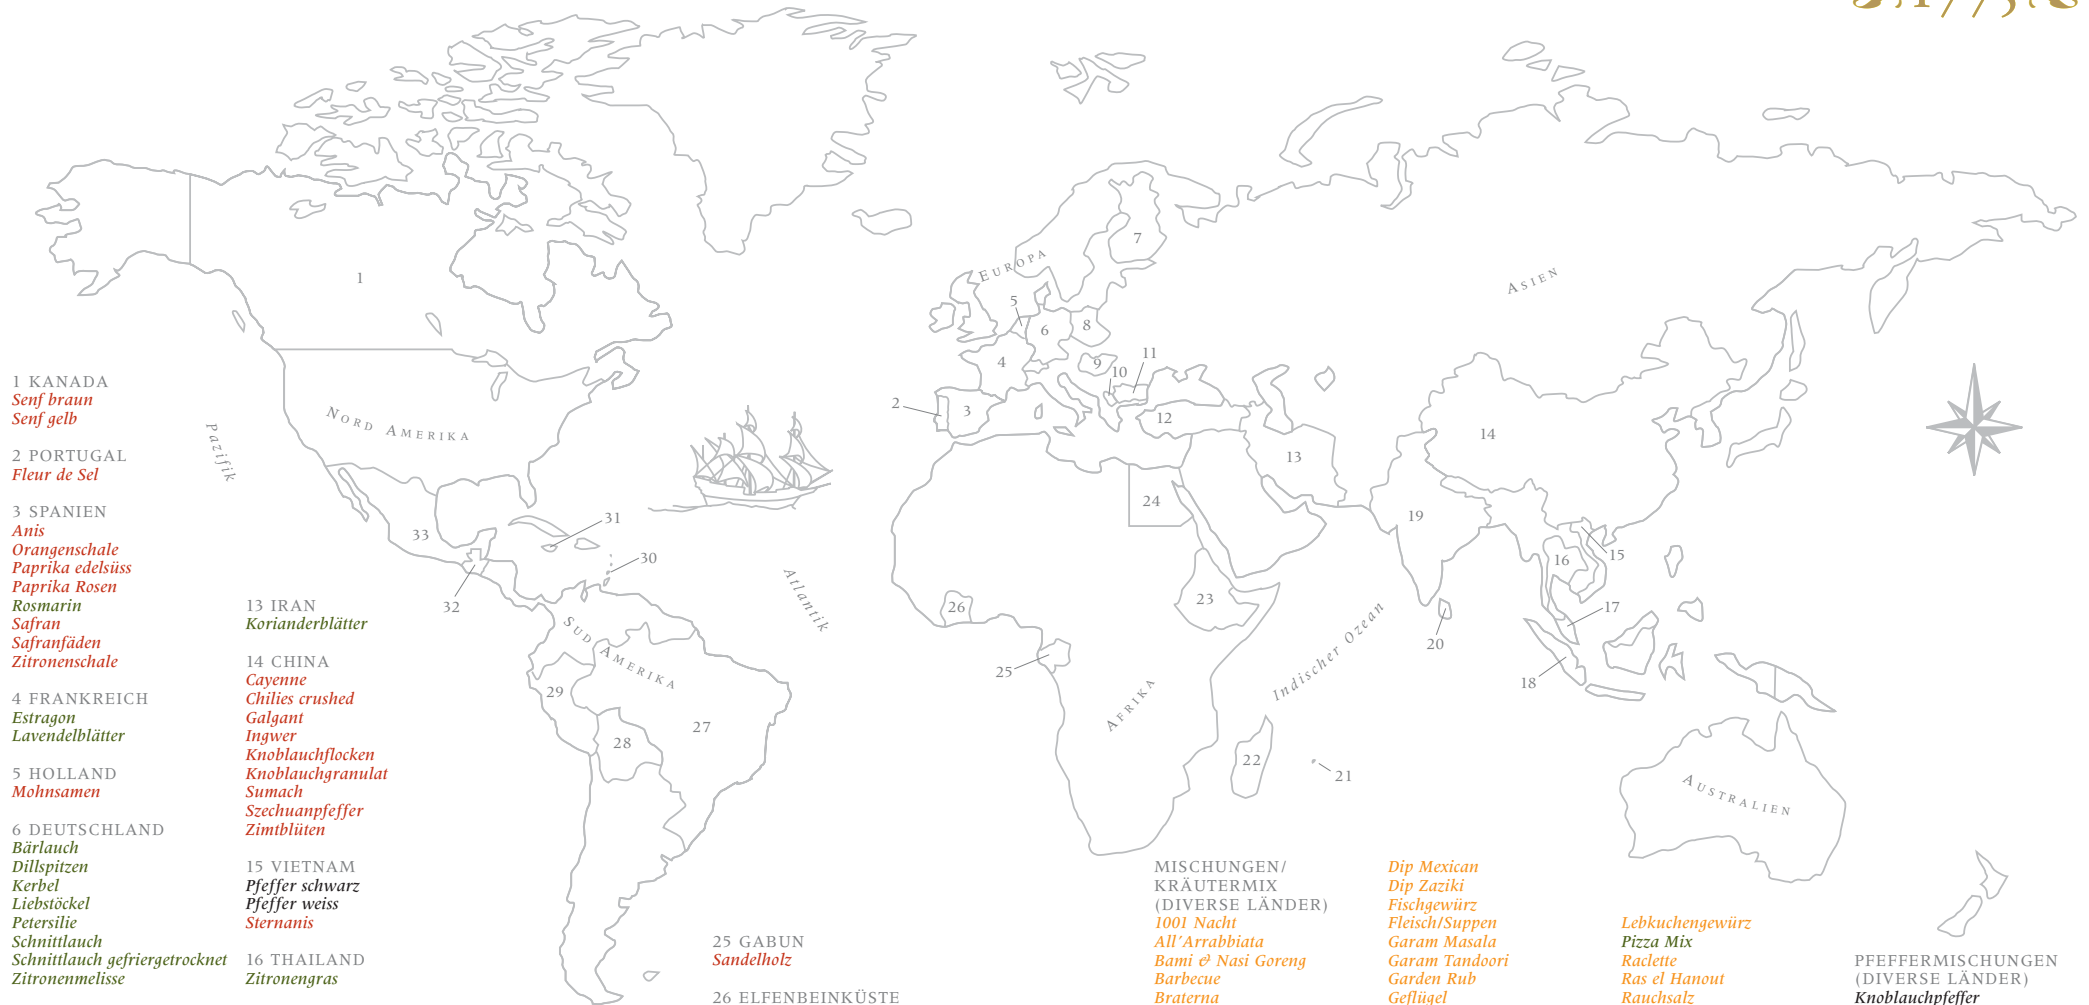 1775
EUROPA
ASIEN
NORD AMERIKA
SUD AMERIKA
AFRIKA
AUSTRALIEN
Pazifik
Atlantik
Indischer Ozean
1
2
3
4
5
6
7
8
9
10
11
12
13
14
15
16
17
18
19
20
21
22
23
24
25
26
27
28
29
30
31
32
33
1 KANADA
Senf braun
Senf gelb
2 PORTUGAL
Fleur de Sel
3 SPANIEN
Anis
Orangenschale
Paprika edelsüss
Paprika Rosen
Rosmarin
Safran
Safranfäden
Zitronenschale
4 FRANKREICH
Estragon
Lavendelblätter
5 HOLLAND
Mohnsamen
6 DEUTSCHLAND
Bärlauch
Dillspitzen
Kerbel
Liebstöckel
Petersilie
Schnittlauch
Schnittlauch gefriergetrocknet
Zitronenmelisse
13 IRAN
Korianderblätter
14 CHINA
Cayenne
Chilies crushed
Galgant
Ingwer
Knoblauchflocken
Knoblauchgranulat
Sumach
Szechuanpfeffer
Zimtblüten
15 VIETNAM
Pfeffer schwarz
Pfeffer weiss
Sternanis
16 THAILAND
Zitronengras
25 GABUN
Sandelholz
26 ELFENBEINKÜSTE
MISCHUNGEN/
KRÄUTERMIX
(DIVERSE LÄNDER)
1001 Nacht
All'Arrabbiata
Bami & Nasi Goreng
Barbecue
Braterna
Dip Mexican
Dip Zaziki
Fischgewürz
Fleisch/Suppen
Garam Masala
Garam Tandoori
Garden Rub
Geflügel
Lebkuchengewürz
Pizza Mix
Raclette
Ras el Hanout
Rauchsalz
PFEFFERMISCHUNGEN
(DIVERSE LÄNDER)
Knoblauchpfeffer